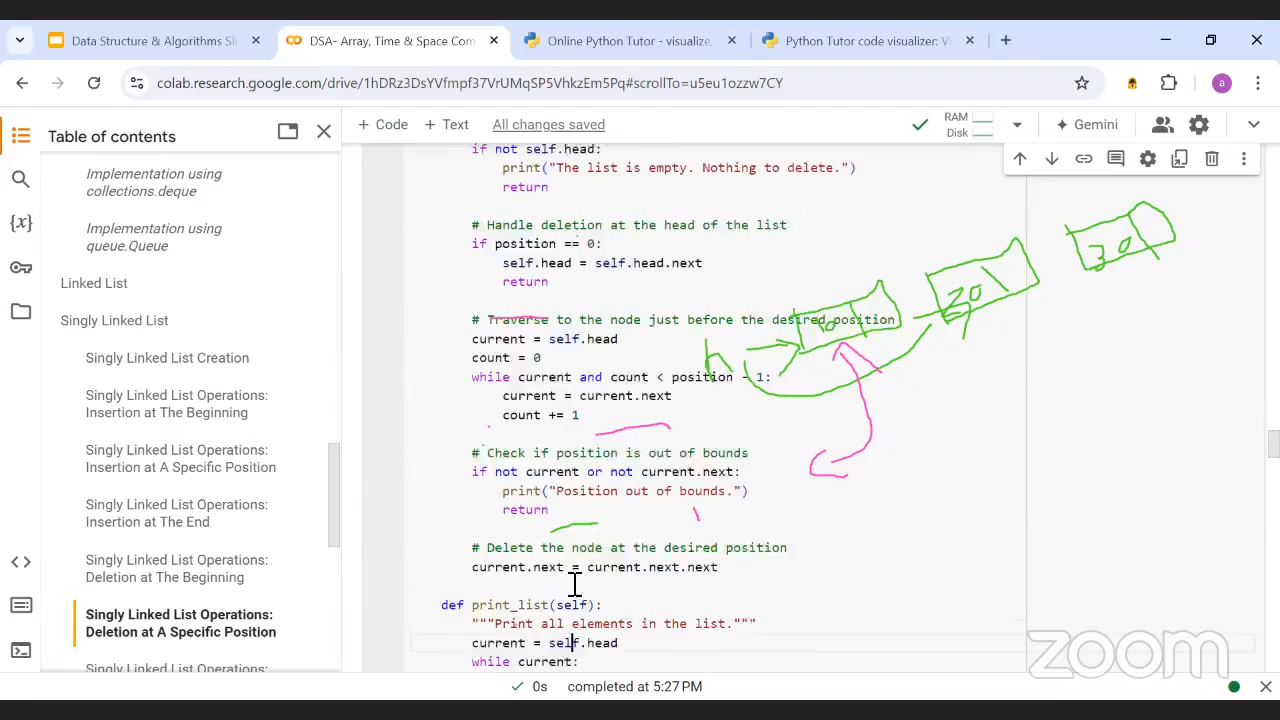 Data Structure & Algorithms Sli
DSA- Array, Time & Space Com
Online Python Tutor - visualize,
Python Tutor code visualizer: Vi
colab.research.google.com/drive/1hDRz3DsYVfmpf37VrUMqSP5VhkzEm5Pq#scrollTo=u5eu1ozzw7CY
a
Table of contents
+ Code
+ Text
All changes saved
RAM
Disk
Gemini
Implementation using
collections.deque
Implementation using
queue.Queue
Linked List
Singly Linked List
Singly Linked List Creation
Singly Linked List Operations:
Insertion at The Beginning
Singly Linked List Operations:
Insertion at A Specific Position
Singly Linked List Operations:
Insertion at The End
Singly Linked List Operations:
Deletion at The Beginning
Singly Linked List Operations:
Deletion at A Specific Position
Singly Linked List Operations:
if not self.head:
print("The list is empty. Nothing to delete.")
return
# Handle deletion at the head of the list
if position == 0:
self.head = self.head.next
return
# Traverse to the node just before the desired position
current = self.head
count = 0
while current and count < position - 1:
current = current.next
count += 1
# Check if position is out of bounds
if not current or not current.next:
print("Position out of bounds.")
return
# Delete the node at the desired position
current.next = current.next.next
def print_list(self):
"""Print all elements in the list."""
current = self.head
while current:
h
10
20
30
0s completed at 5:27 PM
zoom